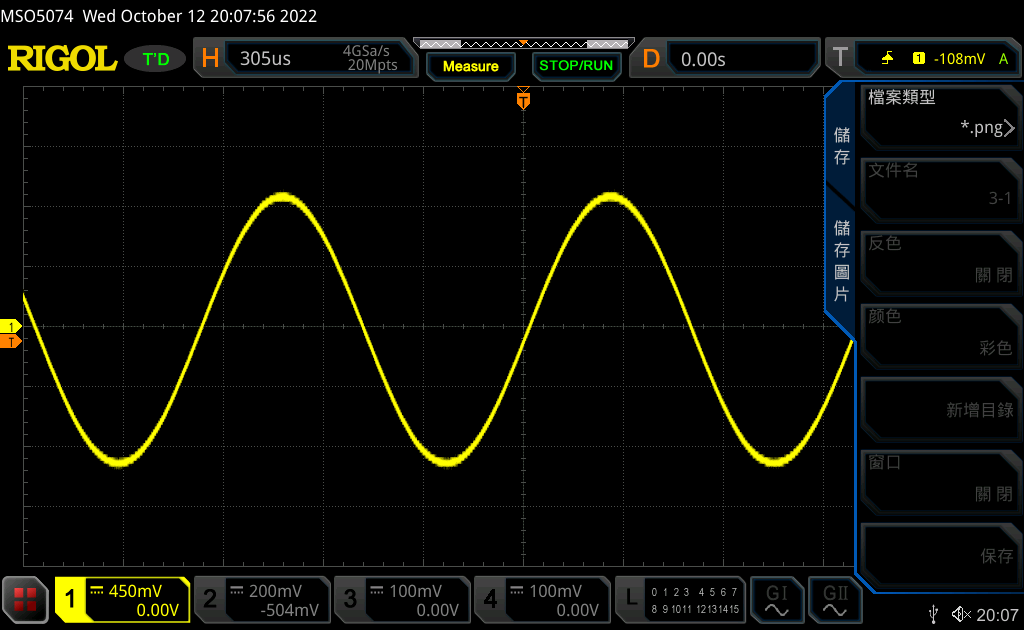 MSO5074 Wed October 12 20:07:56 2022
RIGOL
T'D
H
305us
4GSa/s
20Mpts
Measure
STOP/RUN
D
0.00s
T
1
-108mV
A
T
1
T
儲存
儲存圖片
檔案類型
*.png
文件名
3-1
反色
關閉
颜色
彩色
新增目錄
窗口
關閉
保存
1
450mV
0.00V
2
200mV
-504mV
3
100mV
0.00V
4
100mV
0.00V
L
0 1 2 3 4 5 6 7
8 9 10 11 12 13 14 15
GI
GII
20:07